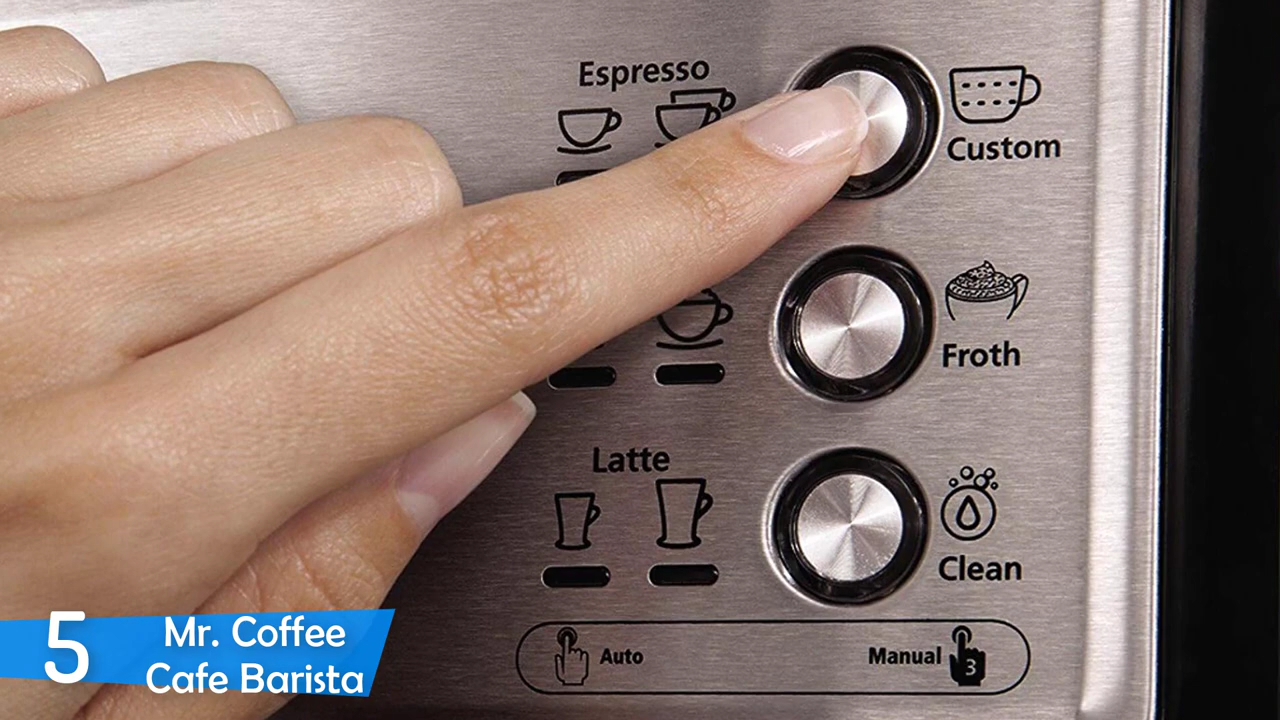 Espresso
Custom
Froth
Latte
Clean
Auto
Manual
3
5
Mr. Coffee
Cafe Barista